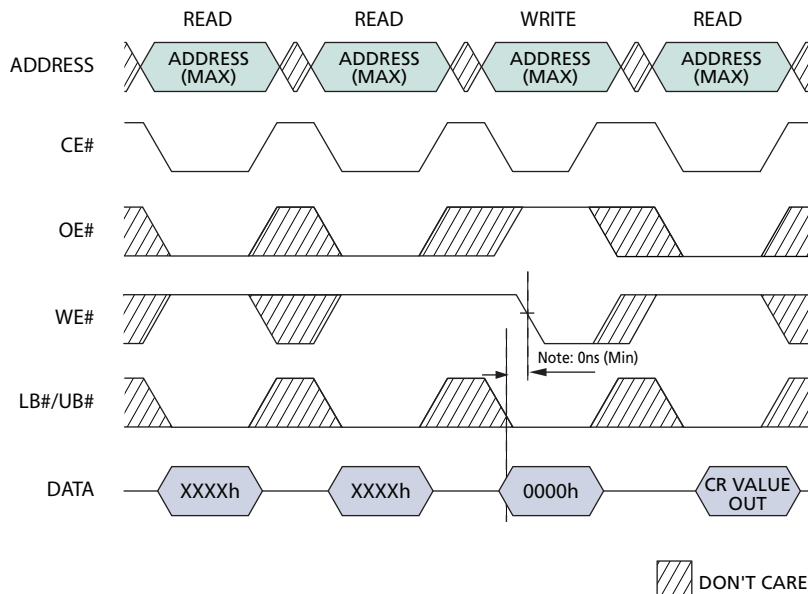 READ READ WRITE READ
ADDRESS ADDRESS (MAX) ADDRESS (MAX) ADDRESS (MAX) ADDRESS (MAX)
CE#
OE#
WE#
Note: 0ns (Min)
LB#/UB#
DATA XXXXh XXXXh 0000h CR VALUE OUT
DON'T CARE